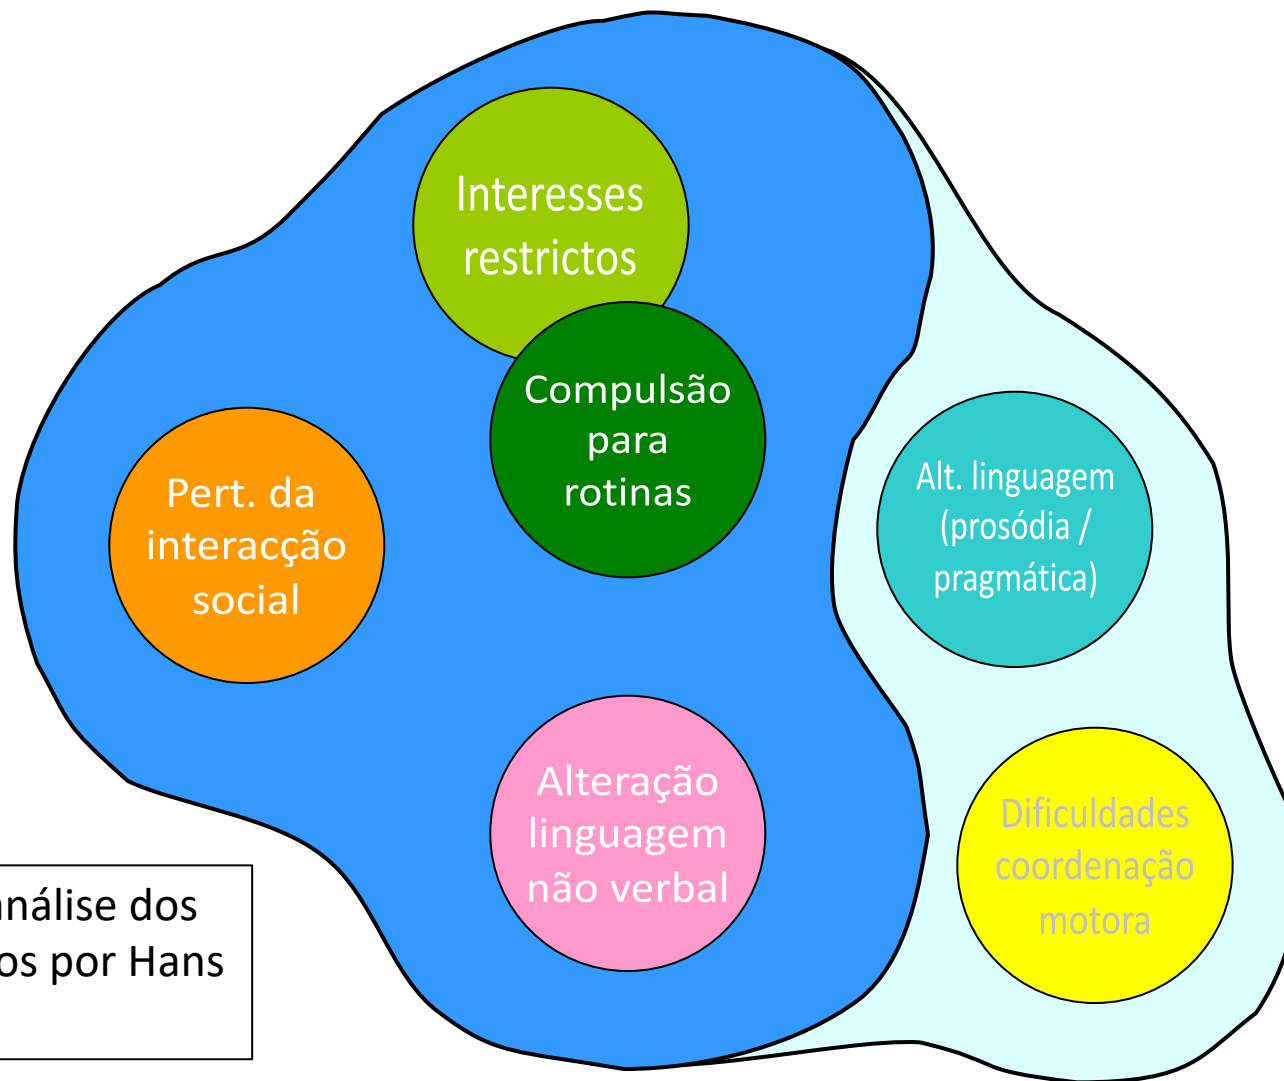 Interesses
restrictos
Compulsão
para
rotinas
Pert. da
interacção
social
Alt. linguagem
(prosódia /
pragmática)
Alteração
linguagem
não verbal
Dificuldades
coordenação
motora
análise dos
os por Hans